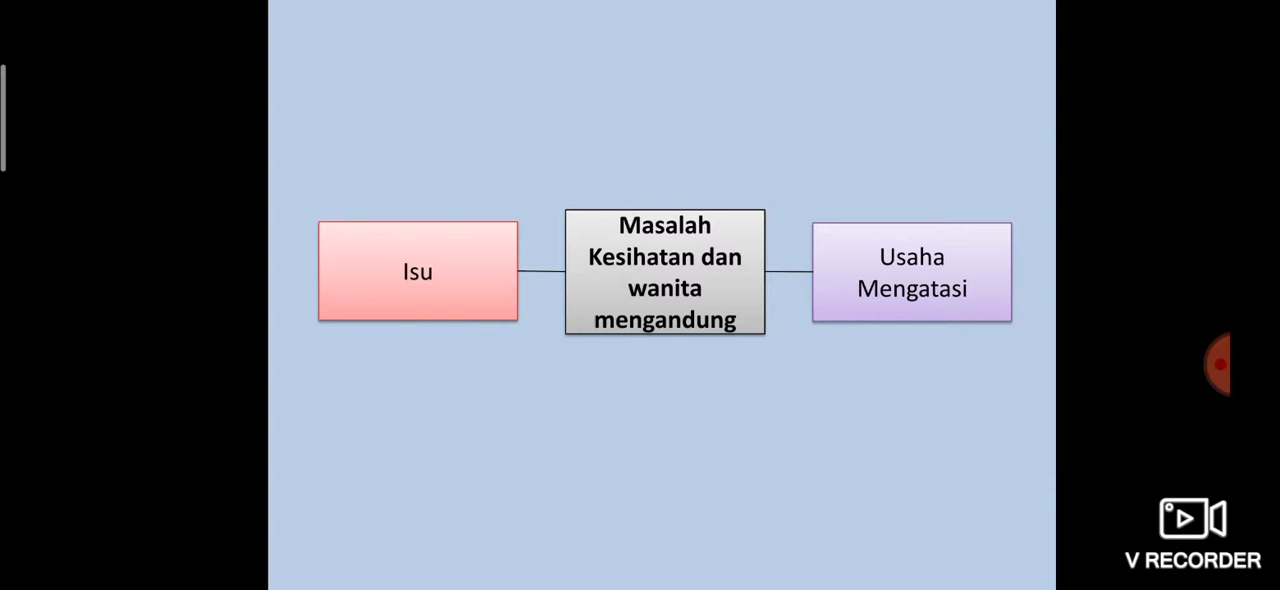 Isu
Masalah
Kesihatan dan
wanita
mengandung
Usaha
Mengatasi
V RECORDER